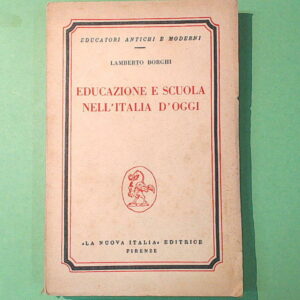 EDUCATORI ANTICHI E MODERNI
LAMBERTO BORGHI
EDUCAZIONE E SCUOLA
NELL'ITALIA D'OGGI
«LA NUOVA ITALIA» EDITRICE
FIRENZE